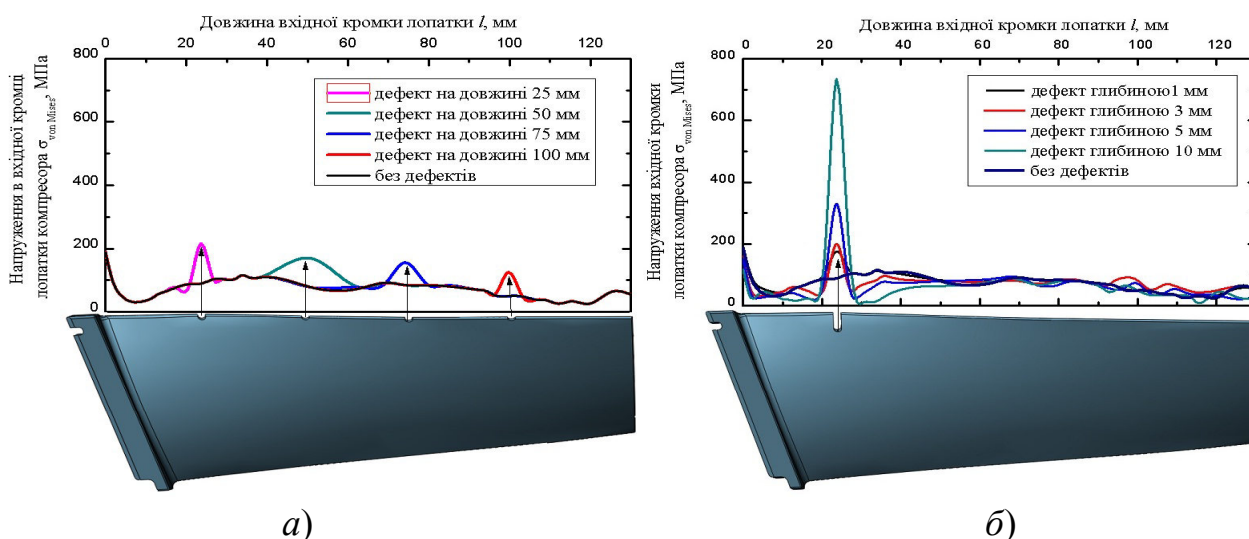 Довжина вхідної кромки лопатки l, мм
0 20 40 60 80 100 120
Напруження в вхідної кромці
лопатки компресора σvon Mises, МПа
800
600
400
200
0
дефект на довжині 25 мм
дефект на довжині 50 мм
дефект на довжині 75 мм
дефект на довжині 100 мм
без дефектів
а)
Довжина вхідної кромки лопатки l, мм
0 20 40 60 80 100 120
Напруження вхідної кромки
лопатки компресора σvon Mises, МПа
800
600
400
200
0
дефект глибиною1 мм
дефект глибиною 3 мм
дефект глибиною 5 мм
дефект глибиною 10 мм
без дефектів
б)